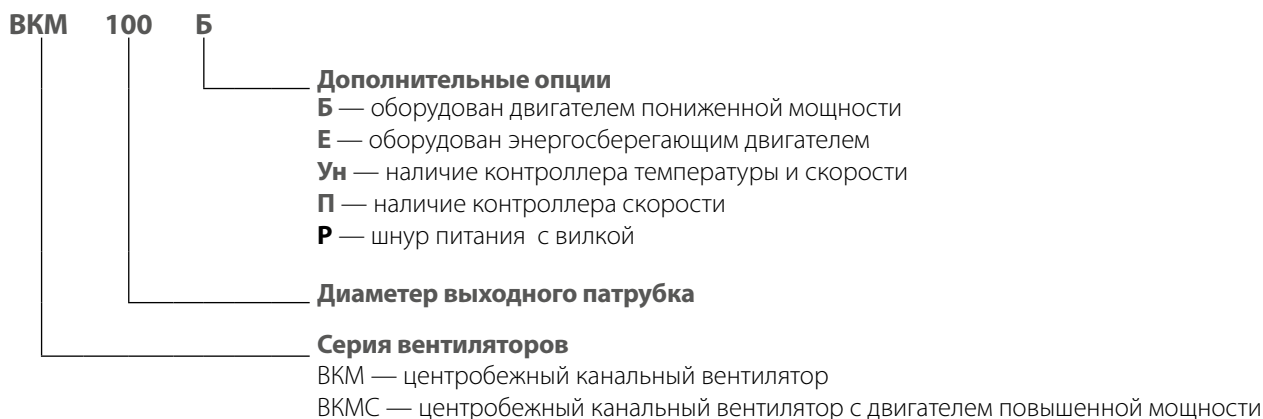 ВКМ 100 Б
Дополнительные опции
Б — оборудован двигателем пониженной мощности
Е — оборудован энергосберегающим двигателем
Ун — наличие контроллера температуры и скорости
П — наличие контроллера скорости
Р — шнур питания с вилкой
Диаметр выходного патрубка
Серия вентиляторов
ВКМ — центробежный канальный вентилятор
ВКМС — центробежный канальный вентилятор с двигателем повышенной мощности